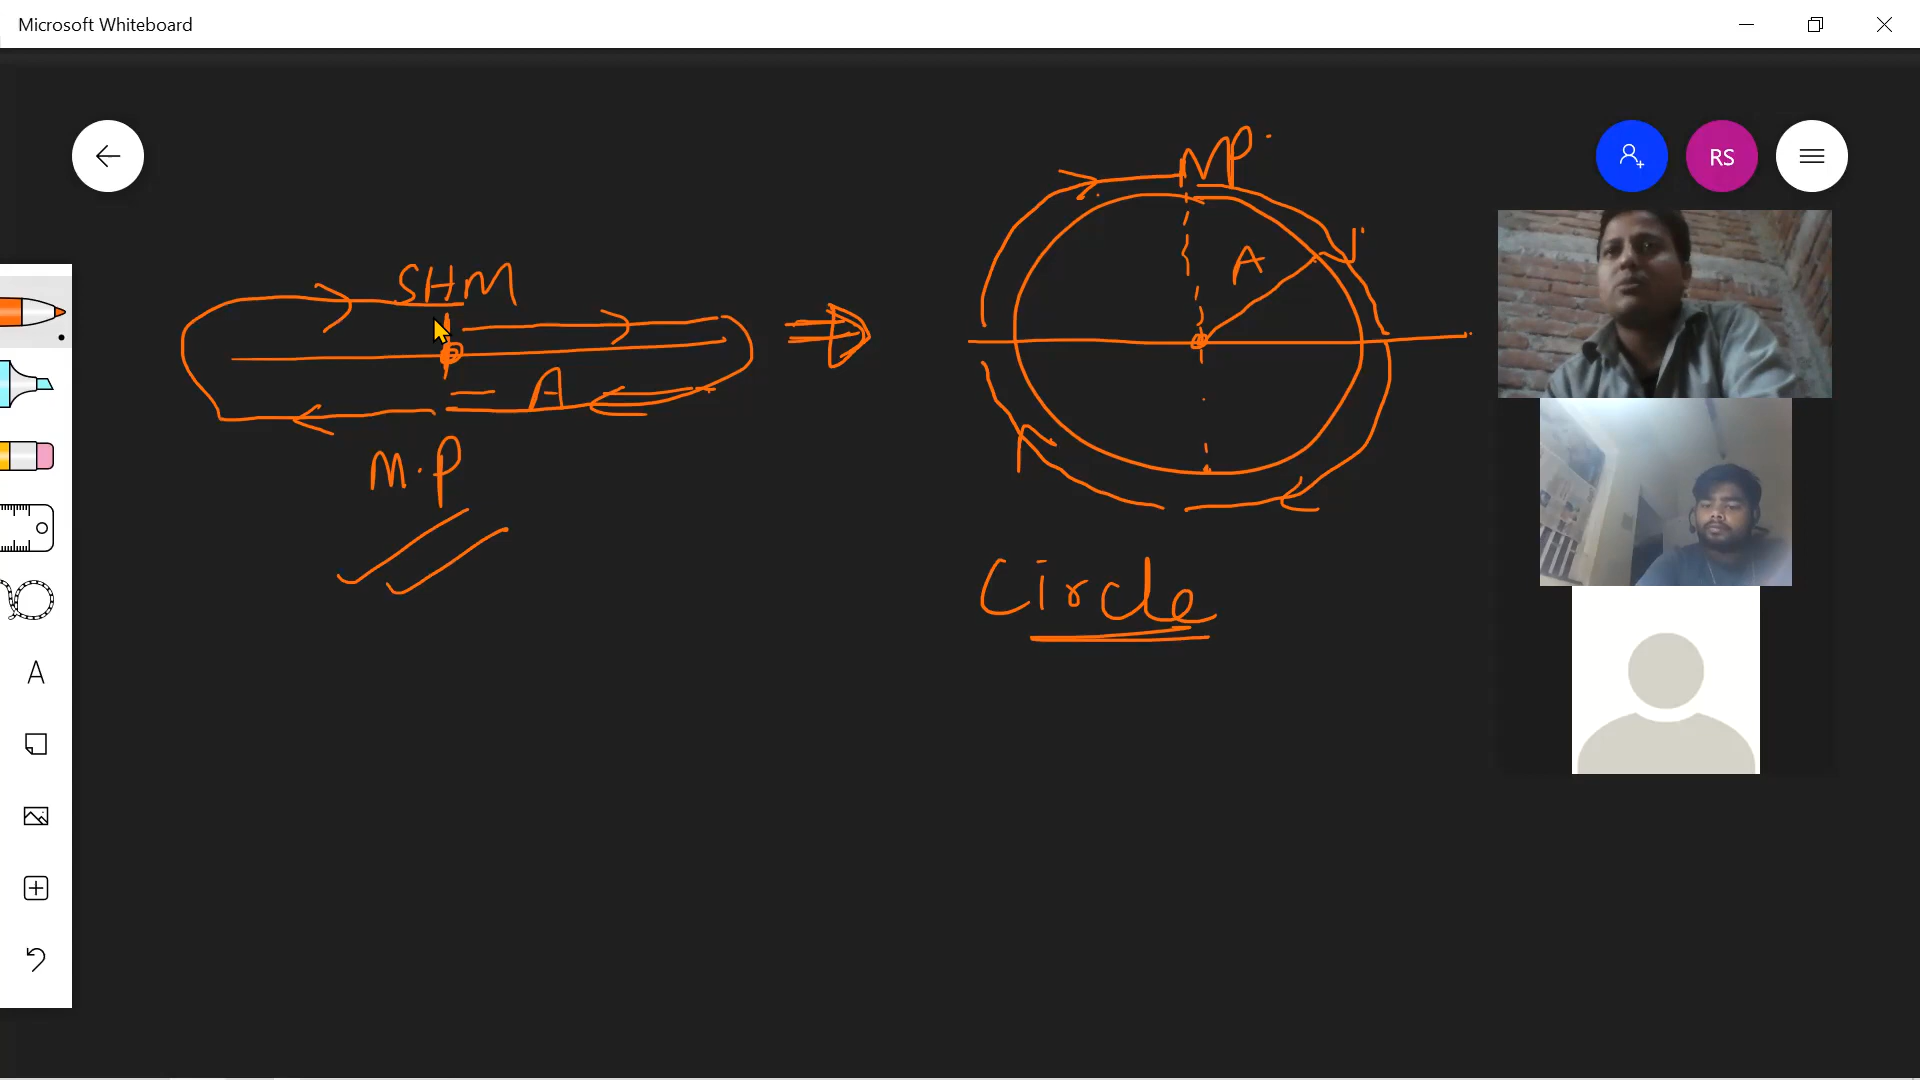 Microsoft Whiteboard
MP.
RS
SHM
A
A
M.P
Circle
A